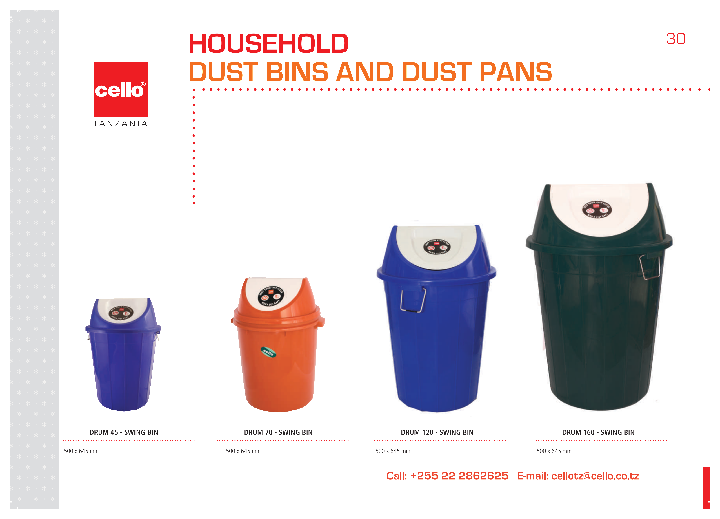 HOUSEHOLD
30
DUST BINS AND DUST PANS
cello®
TANZANIA
DRUM 45 - SWING BIN
DRUM 70 - SWING BIN
DRUM 120 - SWING BIN
DRUM 160 - SWING BIN
Call: +255 22 2862625 E-mail: cellotz@cello.co.tz